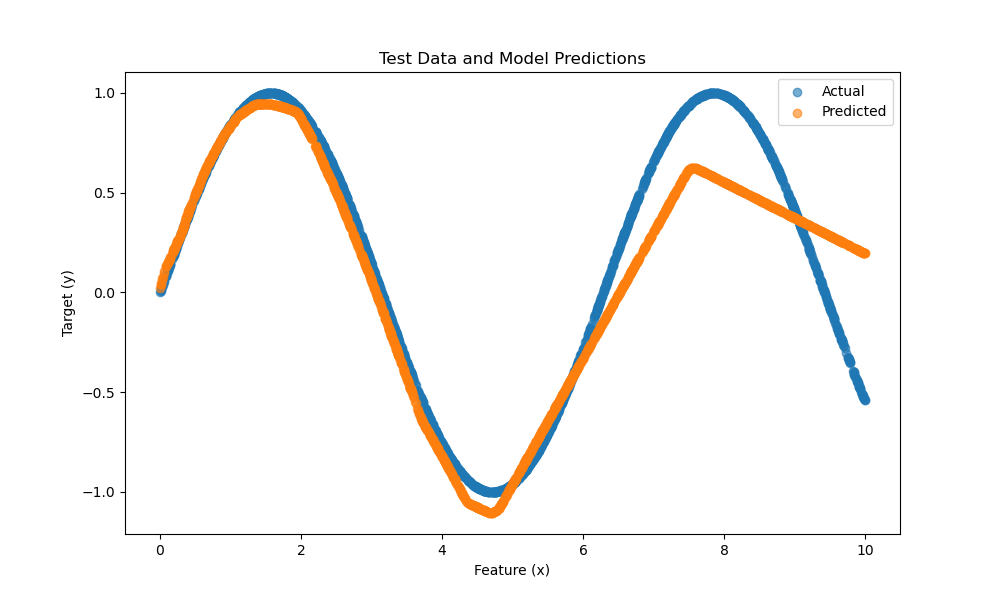 Test Data and Model Predictions
Actual
Predicted
1.0
0.5
0.0
−0.5
−1.0
Target (y)
0 2 4 6 8 10
Feature (x)